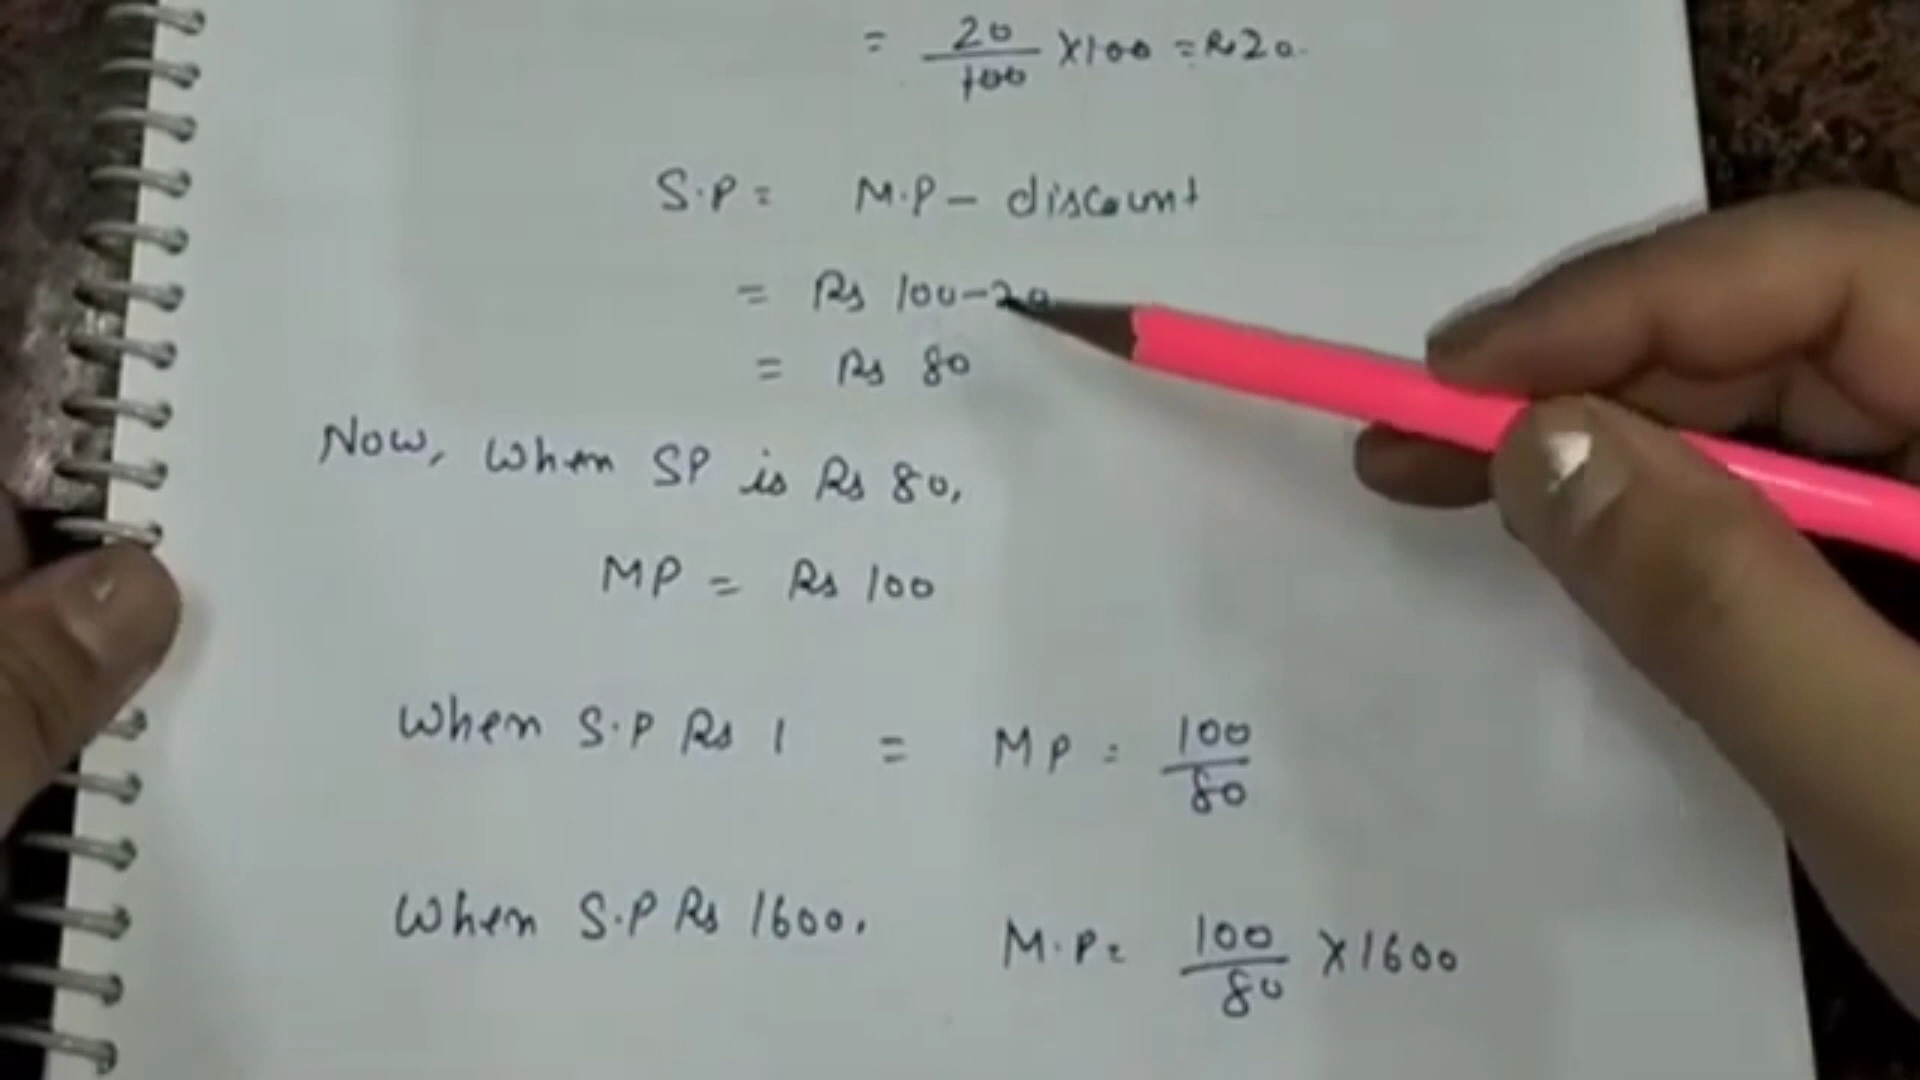 = 20/100 X100 = Rs20.
S.P = M.P - discount
= Rs 100-20
= Rs 80
Now, when SP is Rs 80,
MP = Rs 100
When S.P Rs 1 = MP = 100/80
When S.P Rs 1600. M.P = 100/80 X1600